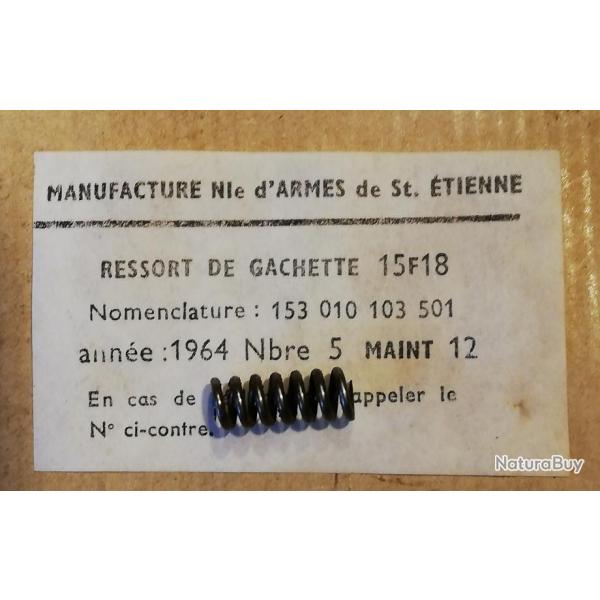 MANUFACTURE Nle d'ARMES de St. ÉTIENNE
RESSORT DE GACHETTE 15F18
Nomenclature : 153 010 103 501
année : 1964 Nbre 5 MAINT 12
En cas de appeler le
N° ci-contre.
NaturaBuy